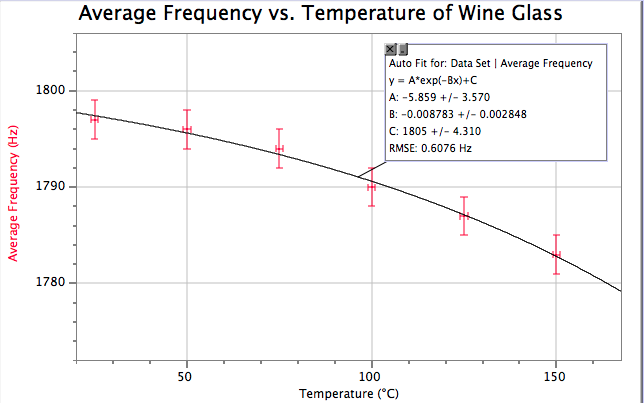 Average Frequency vs. Temperature of Wine Glass
Auto Fit for: Data Set | Average Frequency
y = A*exp(-Bx)+C
A: -5.859 +/- 3.570
B: -0.008783 +/- 0.002848
C: 1805 +/- 4.310
RMSE: 0.6076 Hz
Average Frequency (Hz)
1800
1790
1780
50
100
150
Temperature (°C)